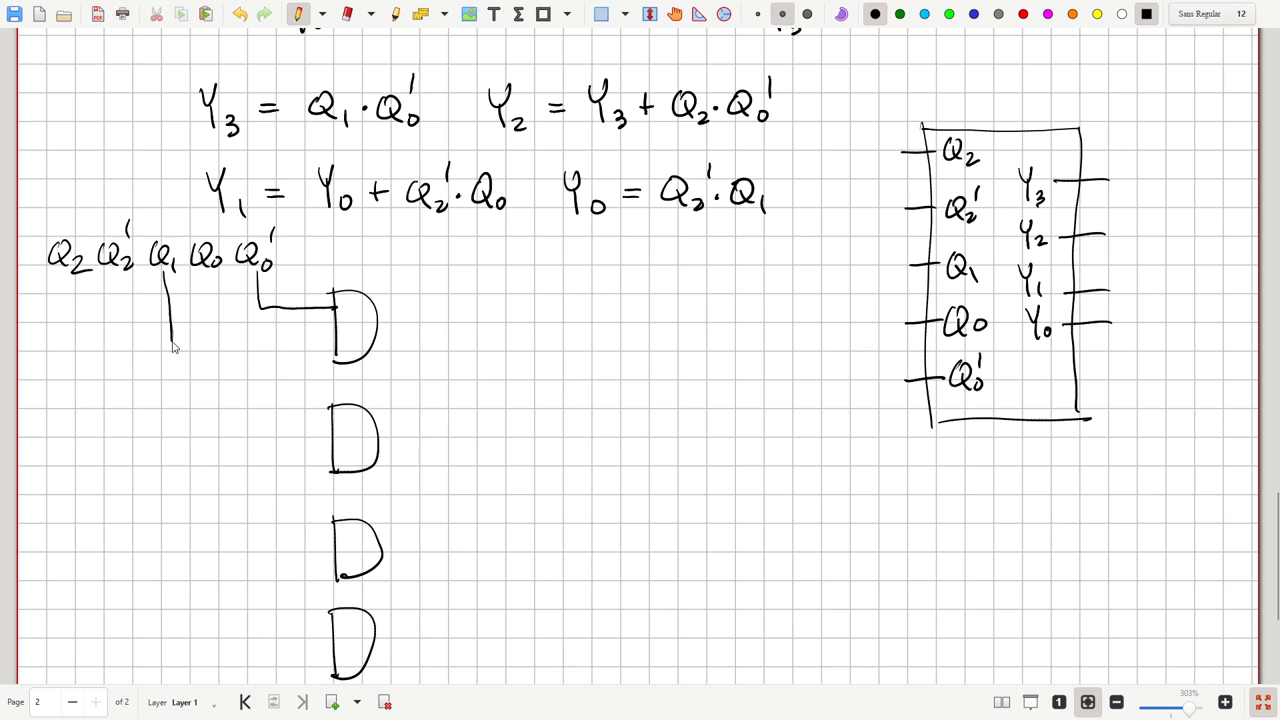 Sans Regular 12
Y₃ = Q₁ · Q₀' Y₂ = Y₃ + Q₂ · Q₀'
Y₁ = Y₀ + Q₂' · Q₀ Y₀ = Q₂' · Q₁
Q₂ Q₂' Q₁ Q₀ Q₀'
Q₂
Y₃
Q₂'
Y₂
Q₁
Y₁
Q₀ Y₀
Q₀'
Page 2 of 2 Layer Layer 1 303%